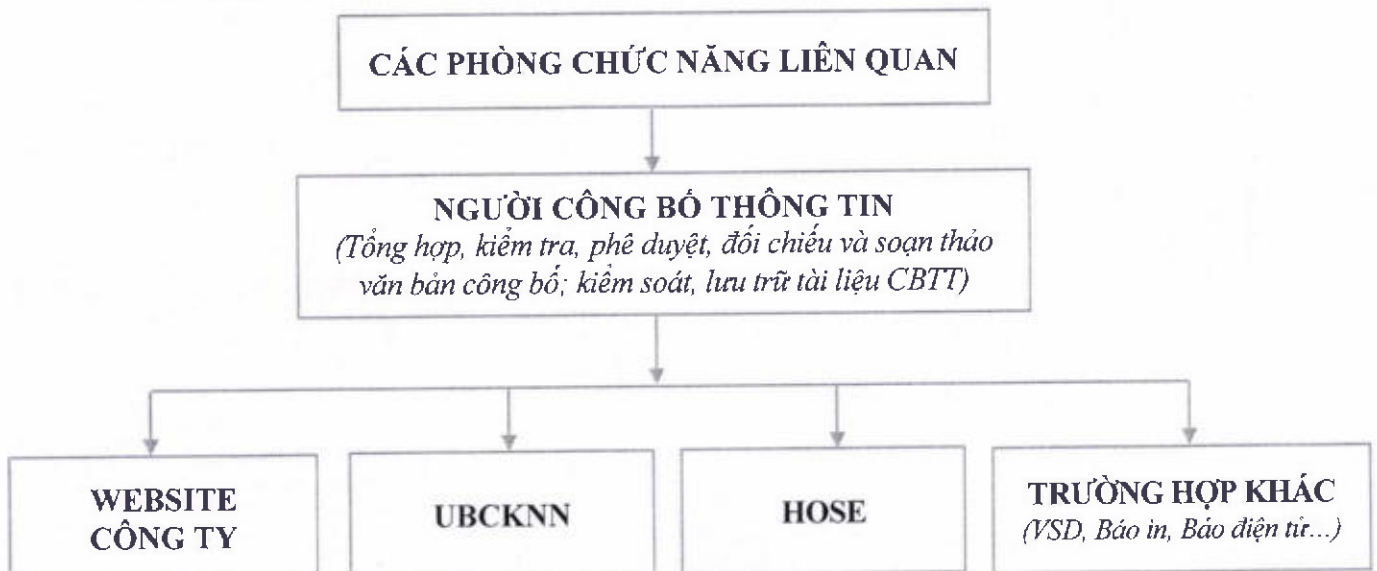 CÁC PHÒNG CHỨC NĂNG LIÊN QUAN
NGƯỜI CÔNG BỐ THÔNG TIN
(Tổng hợp, kiểm tra, phê duyệt, đối chiếu và soạn thảo
văn bản công bố; kiểm soát, lưu trữ tài liệu CBTT)
WEBSITE
CÔNG TY
UBCKNN
HOSE
TRƯỜNG HỢP KHÁC
(VSD, Báo in, Báo điện tử...)